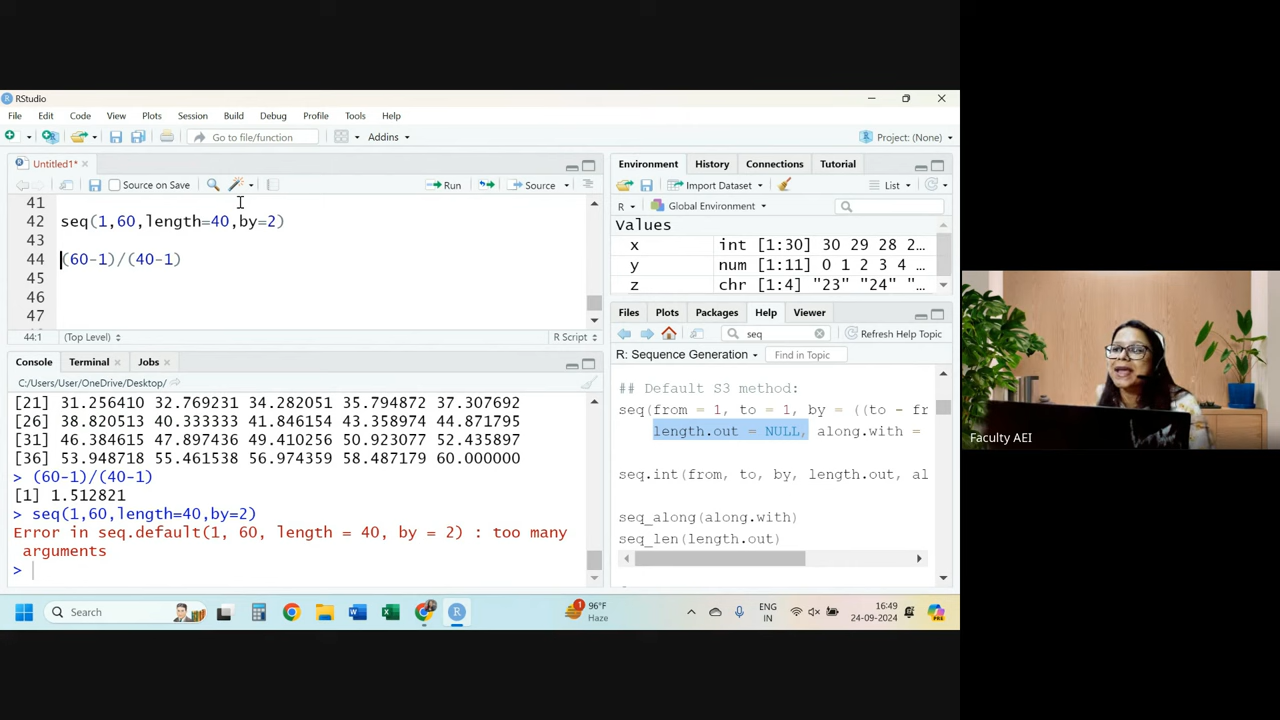 RStudio
File Edit Code View Plots Session Build Debug Profile Tools Help
Go to file/function Addins Project: (None)
Untitled1*
Source on Save Run Source
41
42 seq(1,60,length=40,by=2)
43
44 (60-1)/(40-1)
45
46
47
44:1 (Top Level) R Script
Console Terminal Jobs
C:/Users/User/OneDrive/Desktop/
[21] 31.256410 32.769231 34.282051 35.794872 37.307692
[26] 38.820513 40.333333 41.846154 43.358974 44.871795
[31] 46.384615 47.897436 49.410256 50.923077 52.435897
[36] 53.948718 55.461538 56.974359 58.487179 60.000000
> (60-1)/(40-1)
[1] 1.512821
> seq(1,60,length=40,by=2)
Error in seq.default(1, 60, length = 40, by = 2) : too many
arguments
>
Environment History Connections Tutorial
Import Dataset List
R Global Environment
Values
x int [1:30] 30 29 28 2…
y num [1:11] 0 1 2 3 4 …
z chr [1:4] "23" "24" "…
Files Plots Packages Help Viewer
seq Refresh Help Topic
R: Sequence Generation Find in Topic
## Default S3 method:
seq(from = 1, to = 1, by = ((to - fr
length.out = NULL, along.with =
seq.int(from, to, by, length.out, al
seq_along(along.with)
seq_len(length.out)
Search
1 96°F
Haze
ENG
IN
16:49
24-09-2024
Faculty AEI